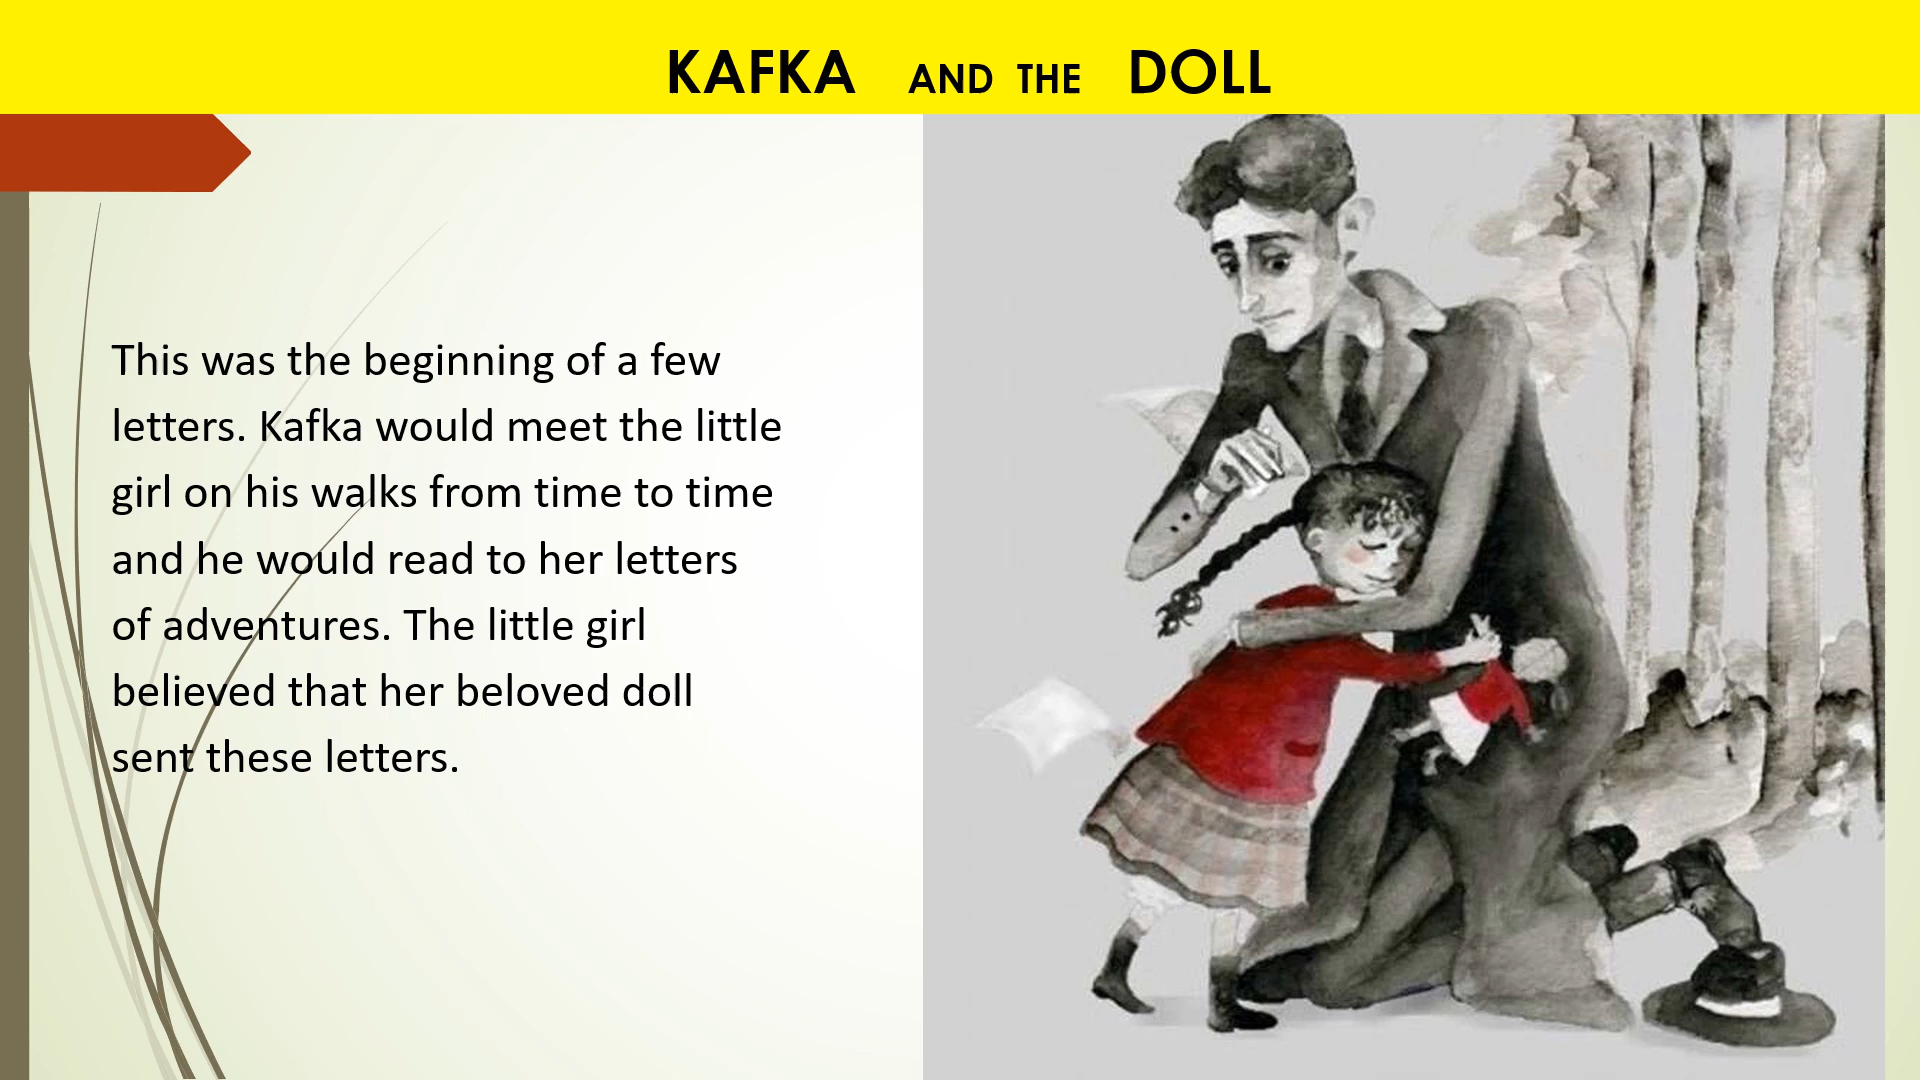 KAFKA AND THE DOLL
This was the beginning of a few
letters. Kafka would meet the little
girl on his walks from time to time
and he would read to her letters
of adventures. The little girl
believed that her beloved doll
sent these letters.